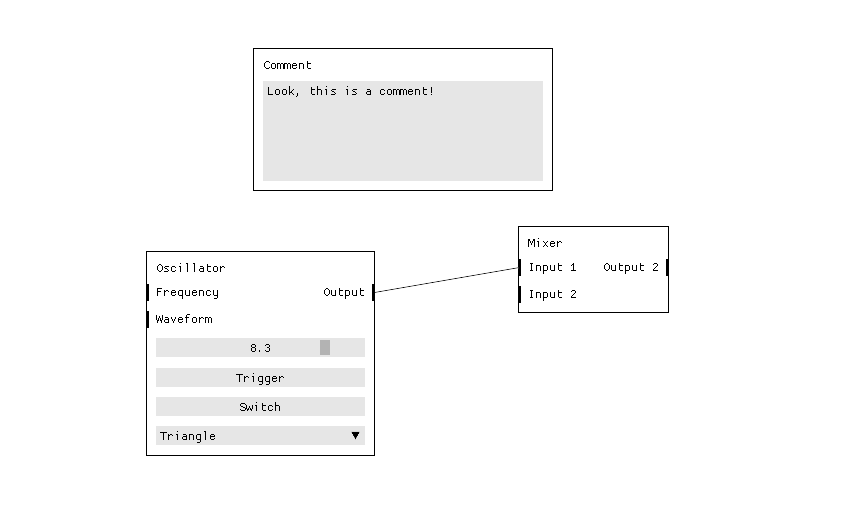 Comment
Look, this is a comment!
Mixer
Input 1 Output 2
Input 2
Oscillator
Frequency Output
Waveform
8.3
Trigger
Switch
Triangle